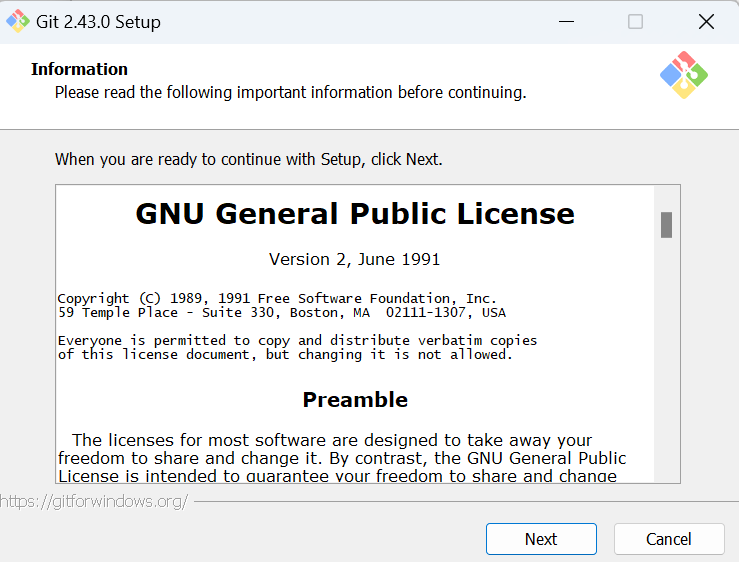 Git 2.43.0 Setup
Information
Please read the following important information before continuing.
When you are ready to continue with Setup, click Next.
GNU General Public License
Version 2, June 1991
Copyright (C) 1989, 1991 Free Software Foundation, Inc.
59 Temple Place - Suite 330, Boston, MA  02111-1307, USA
Everyone is permitted to copy and distribute verbatim copies
of this license document, but changing it is not allowed.
Preamble
The licenses for most software are designed to take away your
freedom to share and change it. By contrast, the GNU General Public
License is intended to guarantee your freedom to share and change
https://gitforwindows.org/
Next
Cancel